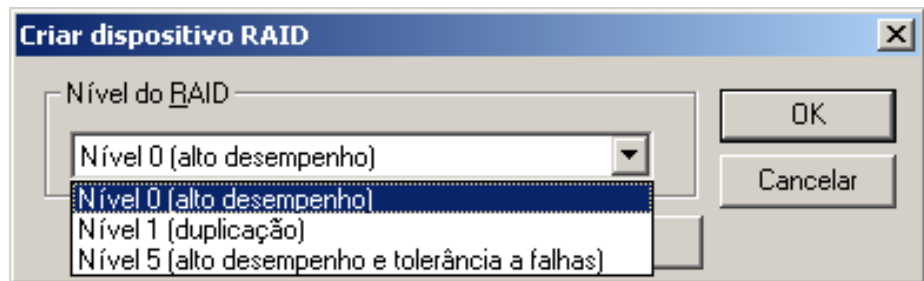 Criar dispositivo RAID
Nível do RAID
OK
Nível 0 (alto desempenho)
Cancelar
Nível 0 (alto desempenho)
Nível 1 (duplicação)
Nível 5 (alto desempenho e tolerância a falhas)